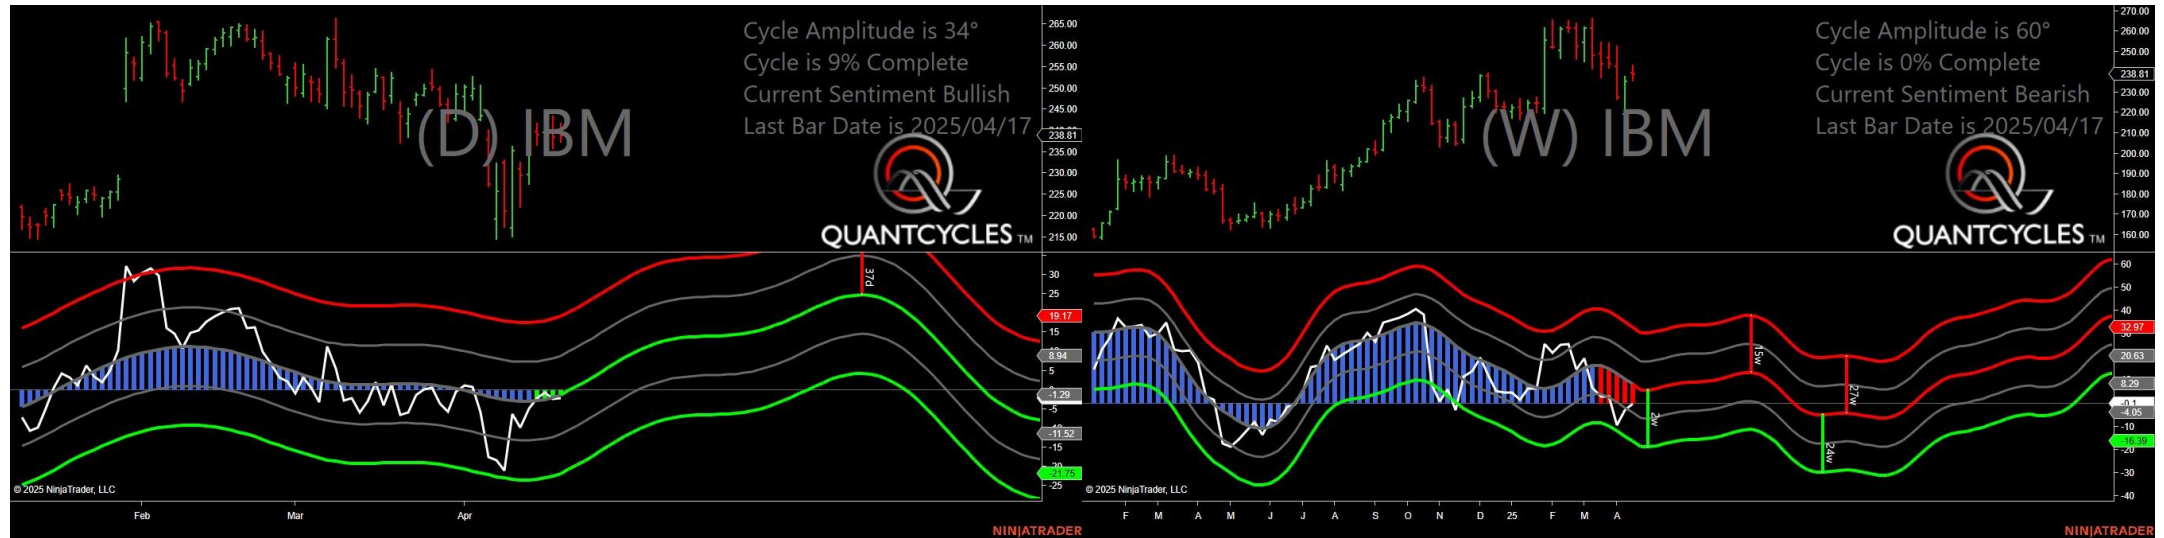 Cycle Amplitude is 34°
Cycle is 9% Complete
Current Sentiment Bullish
Last Bar Date is 2025/04/17
(D) IBM
QUANTCYCLES TM
265.00
260.00
255.00
250.00
245.00
238.81
235.00
230.00
225.00
220.00
215.00
37d
30
25
19.17
15
8.94
5
-1.29
-5
-11.52
-15
-21.75
-25
© 2025 NinjaTrader, LLC
Feb
Mar
Apr
NINJATRADER
Cycle Amplitude is 60°
Cycle is 0% Complete
Current Sentiment Bearish
Last Bar Date is 2025/04/17
(W) IBM
QUANTCYCLES TM
270.00
260.00
250.00
238.81
230.00
220.00
210.00
200.00
190.00
180.00
170.00
160.00
2w
15w
24w
27w
60
50
40
32.97
20.63
8.29
-0.1
-4.05
-10
-16.39
-20
-30
-40
© 2025 NinjaTrader, LLC
F
M
A
M
J
J
A
S
O
N
D
25
F
M
A
NINJATRADER